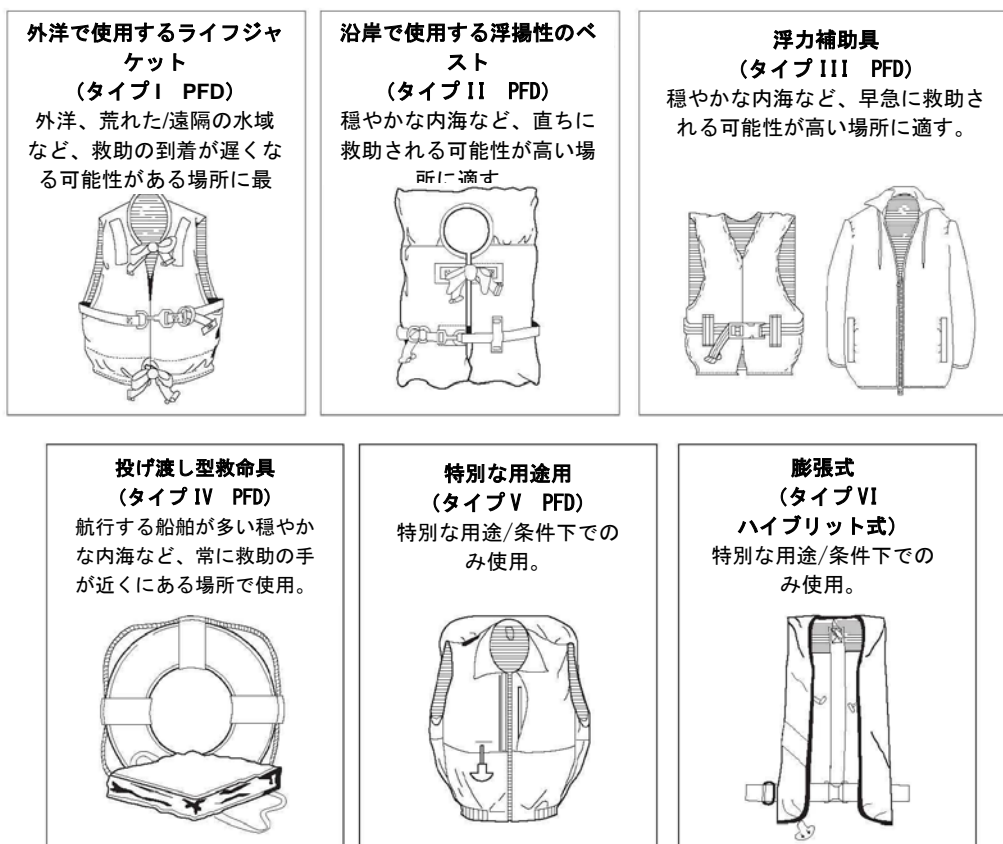 外洋で使用するライフジャ
ケット
(タイプI PFD)
外洋、荒れた/遠隔の水域
など、救助の到着が遅くな
る可能性がある場所に最
沿岸で使用する浮揚性のベ
スト
(タイプII PFD)
穏やかな内海など、直ちに
救助される可能性が高い場
所に適す
浮力補助具
(タイプIII PFD)
穏やかな内海など、早急に救助さ
れる可能性が高い場所に適す。
投げ渡し型救命具
(タイプIV PFD)
航行する船舶が多い穏やか
な内海など、常に救助の手
が近くにある場所で使用。
特別な用途用
(タイプV PFD)
特別な用途/条件下での
み使用。
膨張式
(タイプVI
ハイブリット式)
特別な用途/条件下での
み使用。